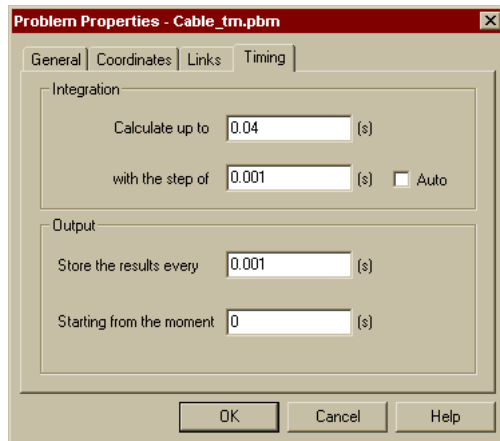 Problem Properties - Cable_tm.pbm
General Coordinates Links Timing
Integration
Calculate up to 0.04 (s)
with the step of 0.001 (s) Auto
Output
Store the results every 0.001 (s)
Starting from the moment 0 (s)
OK Cancel Help